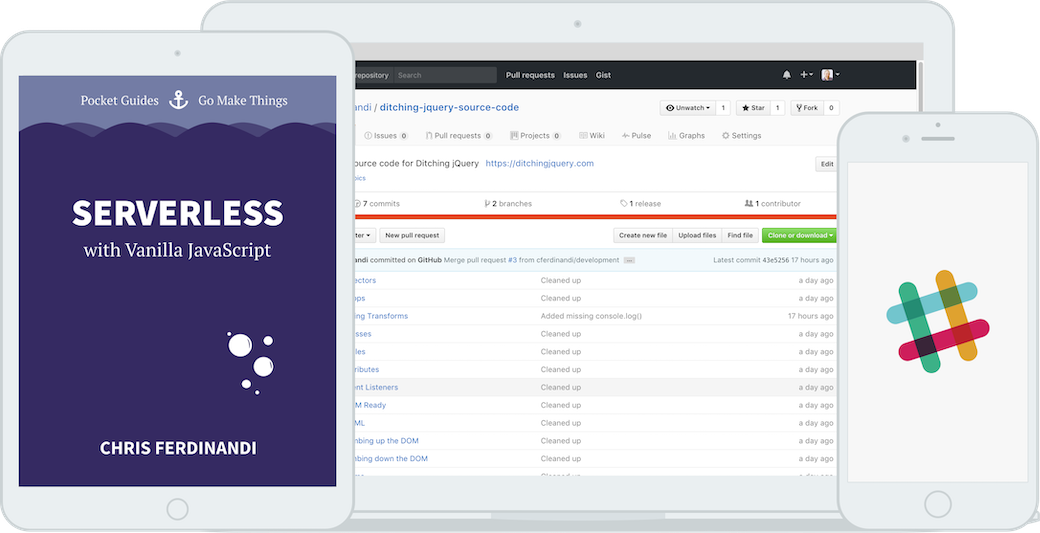 Pocket Guides Go Make Things
SERVERLESS
with Vanilla JavaScript
CHRIS FERDINANDI
repository Search Pull requests Issues Gist
andi / ditching-jquery-source-code Unwatch 1 Star 1 Fork 0
Issues 0 Pull requests 0 Projects 0 Wiki Pulse Graphs Settings
ource code for Ditching jQuery https://ditchingjquery.com Edit
pics
7 commits 2 branches 1 release 1 contributor
ter New pull request Create new file Upload files Find file Clone or download
andi committed on GitHub Merge pull request #3 from cferdinandi/development ... Latest commit 43e5256 17 hours ago
ectors Cleaned up a day ago
ops Cleaned up a day ago
ing Transforms Added missing console.log() 17 hours ago
sses Cleaned up a day ago
les Cleaned up a day ago
ributes Cleaned up a day ago
ent Listeners Cleaned up a day ago
M Ready Cleaned up a day ago
ML Cleaned up a day ago
mbing up the DOM Cleaned up a day ago
mbing down the DOM Cleaned up a day ago